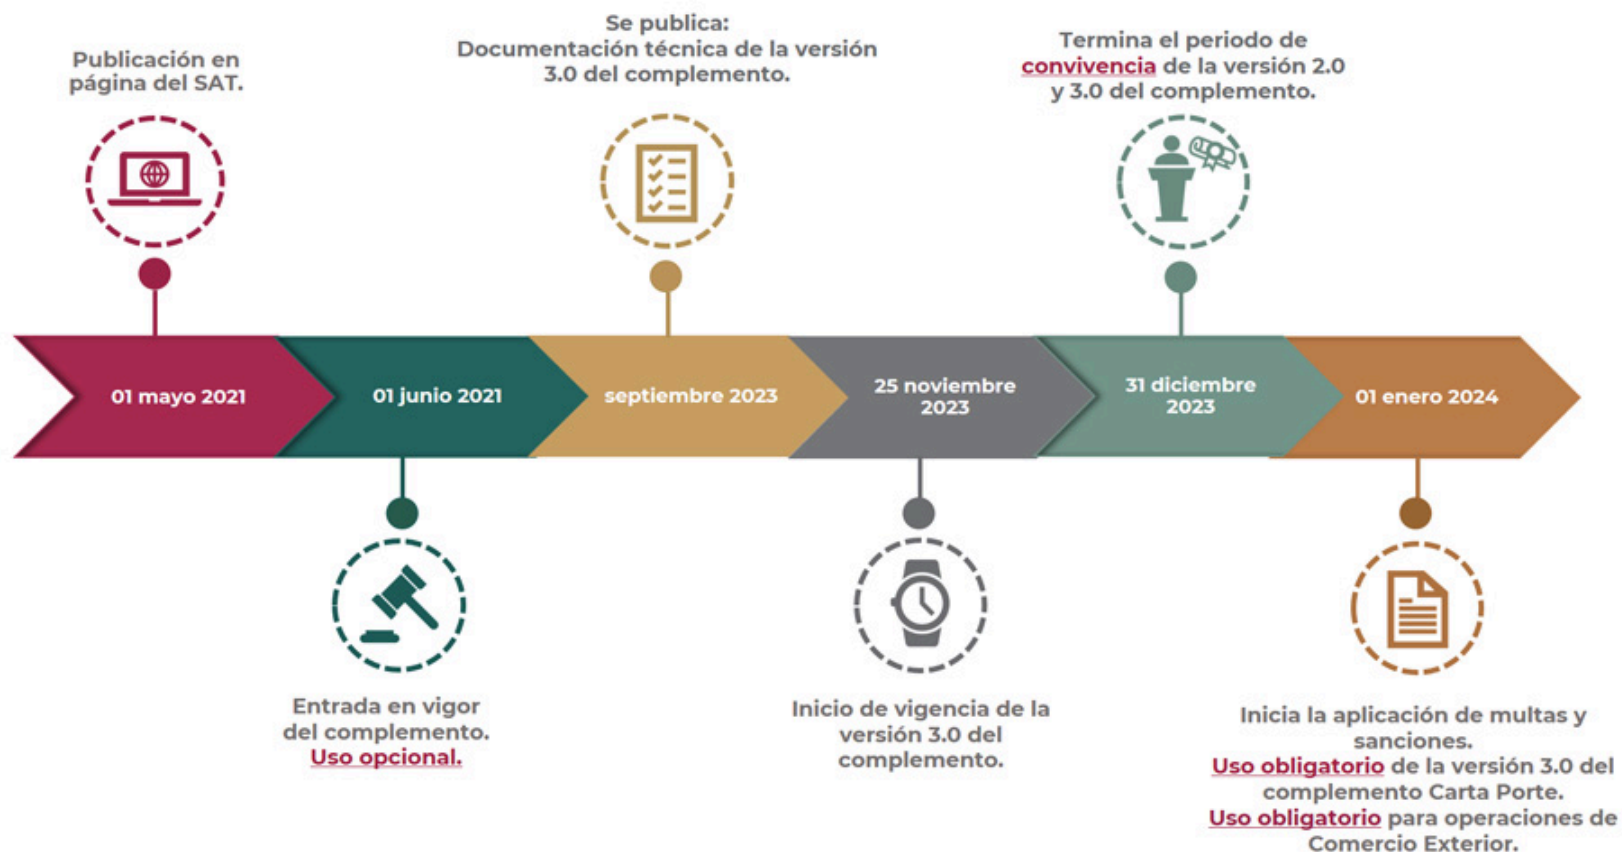 Publicación en
página del SAT.
Se publica:
Documentación técnica de la versión
3.0 del complemento.
Termina el periodo de
convivencia de la versión 2.0
y 3.0 del complemento.
01 mayo 2021
01 junio 2021
septiembre 2023
25 noviembre
2023
31 diciembre
2023
01 enero 2024
Entrada en vigor
del complemento.
Uso opcional.
Inicio de vigencia de la
versión 3.0 del
complemento.
Inicia la aplicación de multas y
sanciones.
Uso obligatorio de la versión 3.0 del
complemento Carta Porte.
Uso obligatorio para operaciones de
Comercio Exterior.